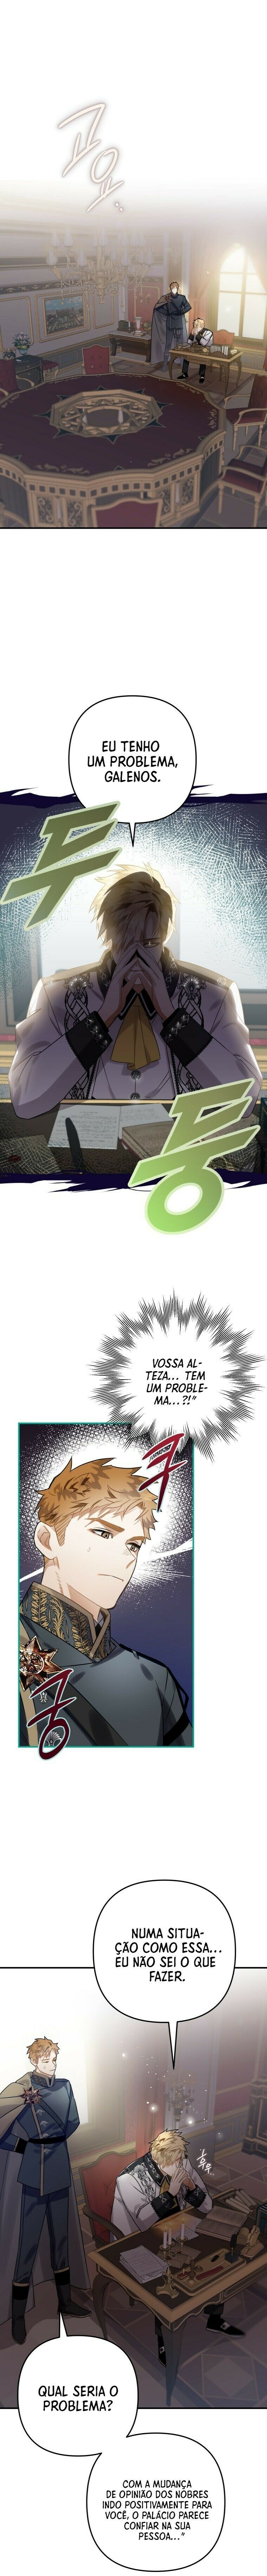 고요..
EU TENHO
UM PROBLEMA,
GALENOS.
두
둥
VOSSA AL-
TEZA... TEM
UM PROBLE-
MA...?!"
쿠
궁
NUMA SITUA-
ÇÃO COMO ESSA...
EU NÃO SEI O QUE
FAZER.
QUAL SERIA O
PROBLEMA?
COM A MUDANÇA
DE OPINIÃO DOS NOBRES
INDO POSITIVAMENTE PARA
VOCÊ, O PALÁCIO PARECE
CONFIAR NA SUA
PESSOA..."